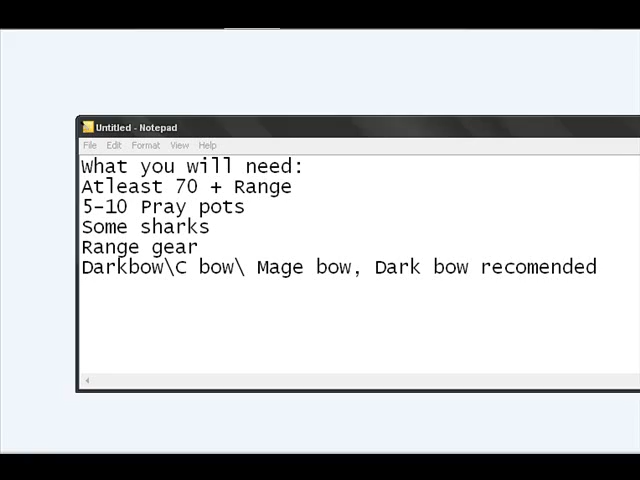 Untitled - Notepad
File Edit Format View Help
What you will need:
Atleast 70 + Range
5-10 Pray pots
Some sharks
Range gear
Darkbow\C bow\ Mage bow, Dark bow recomended